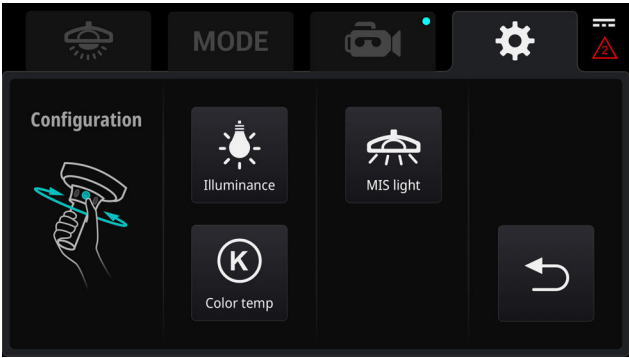 MODE
2
Configuration
Illuminance
MIS light
K
Color temp